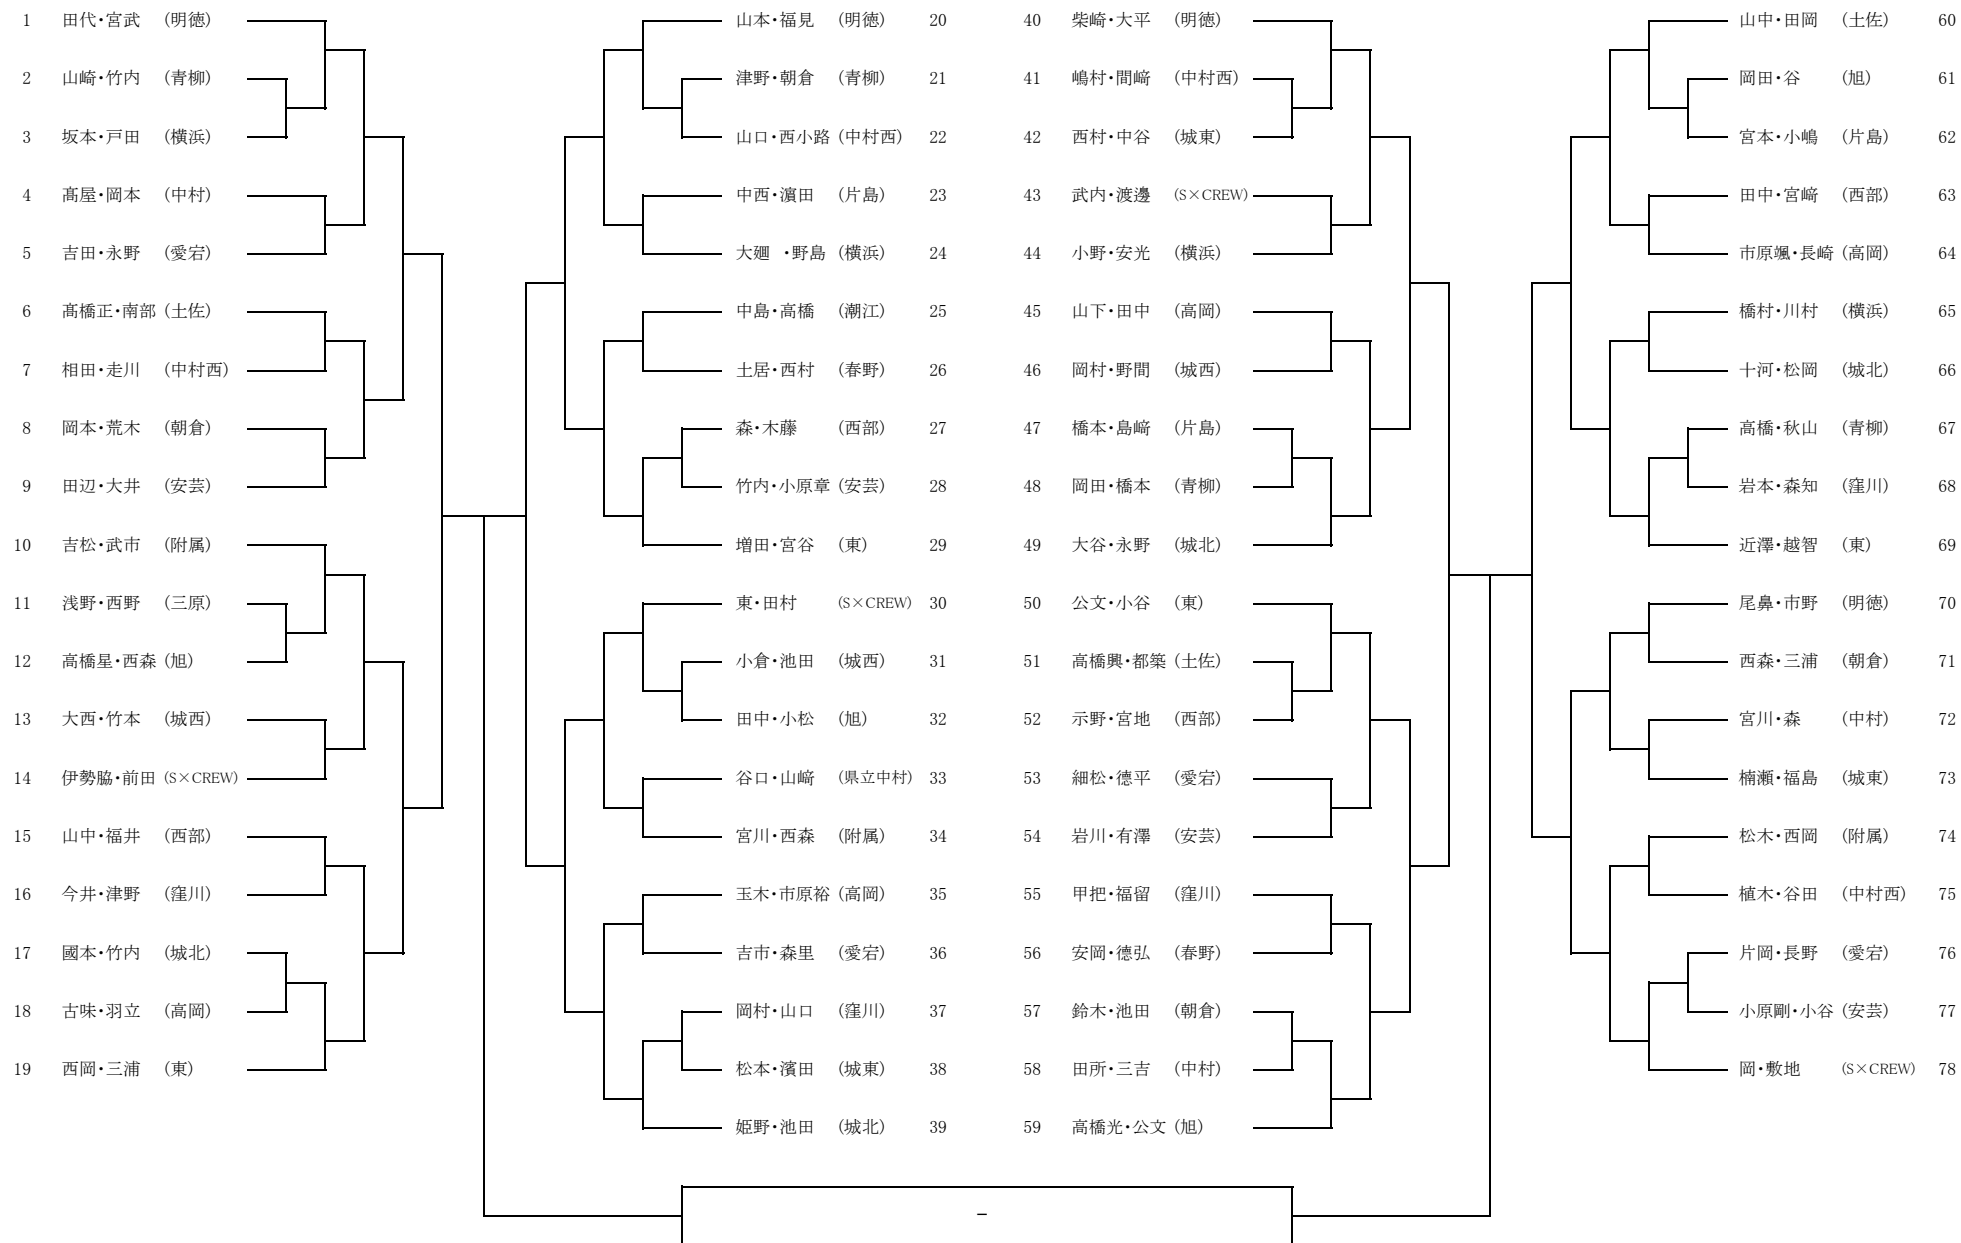 1 田代・宮武 (明徳)
2 山崎・竹内 (青柳)
3 坂本・戸田 (横浜)
4 髙屋・岡本 (中村)
5 吉田・永野 (愛宕)
6 髙橋正・南部 (土佐)
7 相田・走川 (中村西)
8 岡本・荒木 (朝倉)
9 田辺・大井 (安芸)
10 吉松・武市 (附属)
11 浅野・西野 (三原)
12 高橋星・西森 (旭)
13 大西・竹本 (城西)
14 伊勢脇・前田 (S×CREW)
15 山中・福井 (西部)
16 今井・津野 (窪川)
17 國本・竹内 (城北)
18 古味・羽立 (高岡)
19 西岡・三浦 (東)
山本・福見 (明徳) 20
津野・朝倉 (青柳) 21
山口・西小路 (中村西) 22
中西・濵田 (片島) 23
大廻 ・野島 (横浜) 24
中島・高橋 (潮江) 25
土居・西村 (春野) 26
森・木藤 (西部) 27
竹内・小原章 (安芸) 28
増田・宮谷 (東) 29
東・田村 (S×CREW) 30
小倉・池田 (城西) 31
田中・小松 (旭) 32
谷口・山﨑 (県立中村) 33
宮川・西森 (附属) 34
玉木・市原裕 (高岡) 35
吉市・森里 (愛宕) 36
岡村・山口 (窪川) 37
松本・濱田 (城東) 38
姫野・池田 (城北) 39
40 柴崎・大平 (明徳)
41 嶋村・間﨑 (中村西)
42 西村・中谷 (城東)
43 武内・渡邊 (S×CREW)
44 小野・安光 (横浜)
45 山下・田中 (高岡)
46 岡村・野間 (城西)
47 橋本・島﨑 (片島)
48 岡田・橋本 (青柳)
49 大谷・永野 (城北)
50 公文・小谷 (東)
51 高橋興・都築 (土佐)
52 示野・宮地 (西部)
53 細松・德平 (愛宕)
54 岩川・有澤 (安芸)
55 甲把・福留 (窪川)
56 安岡・德弘 (春野)
57 鈴木・池田 (朝倉)
58 田所・三吉 (中村)
59 高橋光・公文 (旭)
山中・田岡 (土佐) 60
岡田・谷 (旭) 61
宮本・小嶋 (片島) 62
田中・宮﨑 (西部) 63
市原颯・長崎 (高岡) 64
橋村・川村 (横浜) 65
十河・松岡 (城北) 66
高橋・秋山 (青柳) 67
岩本・森知 (窪川) 68
近澤・越智 (東) 69
尾鼻・市野 (明徳) 70
西森・三浦 (朝倉) 71
宮川・森 (中村) 72
楠瀬・福島 (城東) 73
松木・西岡 (附属) 74
植木・谷田 (中村西) 75
片岡・長野 (愛宕) 76
小原剛・小谷 (安芸) 77
岡・敷地 (S×CREW) 78
－